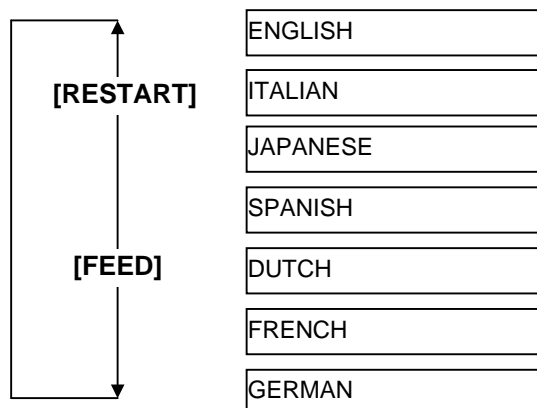 ENGLISH
[RESTART]
ITALIAN
JAPANESE
SPANISH
[FEED]
DUTCH
FRENCH
GERMAN